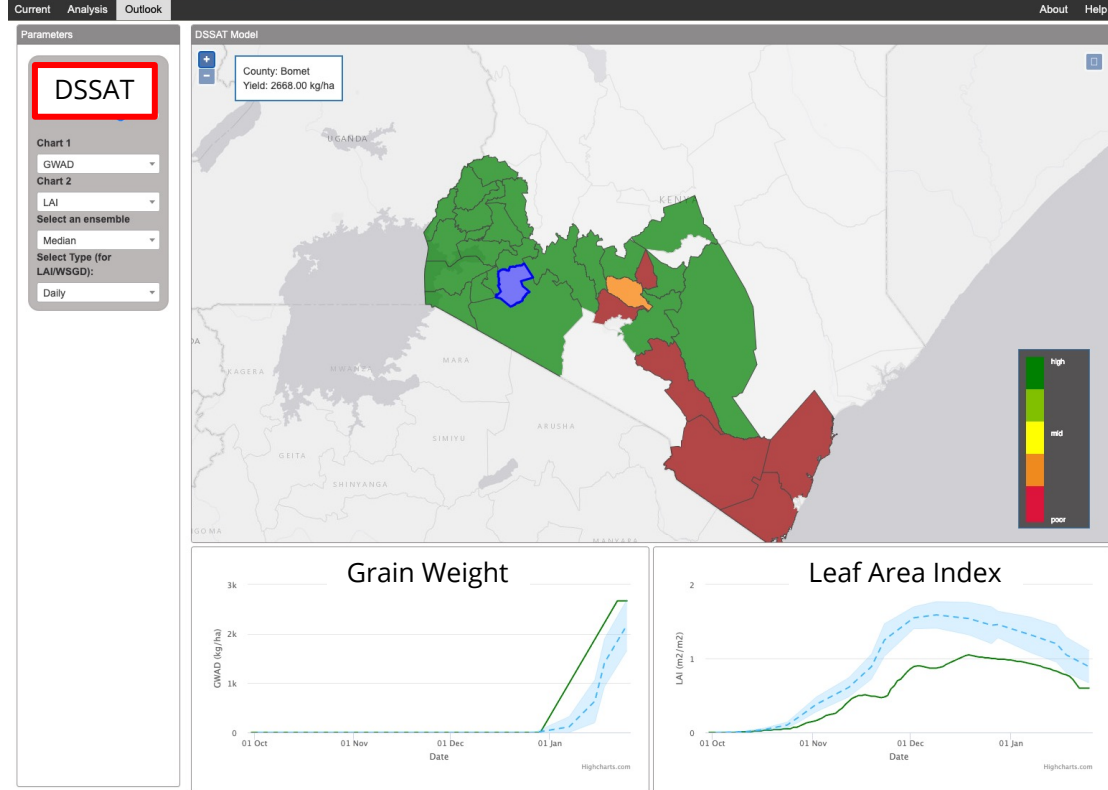 Current Analysis Outlook About Help
Parameters
DSSAT
Chart 1
GWAD
Chart 2
LAI
Select an ensemble
Median
Select Type (for
LAI/WSGD):
Daily
DSSAT Model
+
−
County: Bomet
Yield: 2668.00 kg/ha
UGANDA
KENY
DA
KAGERA
MWANZA
MARA
SIMIYU
ARUSHA
GEITA
SHINYANGA
IGOMA
MANYARA
high
mid
poor
Grain Weight
3k
2k
1k
0
GWAD (kg/ha)
01 Oct 01 Nov 01 Dec 01 Jan
Date
Highcharts.com
Leaf Area Index
2
1
0
LAI (m2/m2)
01 Oct 01 Nov 01 Dec 01 Jan
Date
Highcharts.com